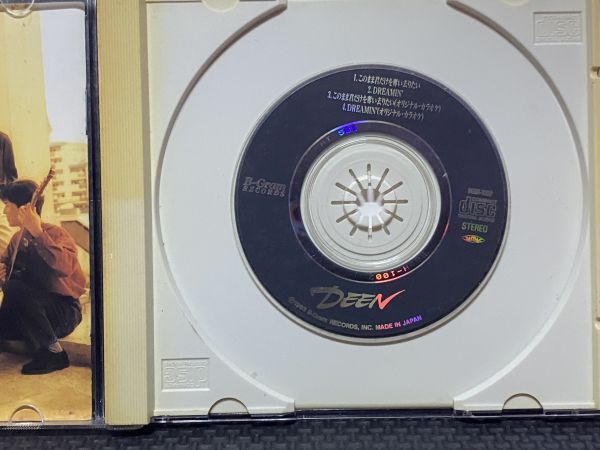 1.このまま君だけを奪い去りたい
2.DREAMIN'
3.このまま君だけを奪い去りたい(オリジナル・カラオケ)
4.DREAMIN'(オリジナル・カラオケ)
B-Gram
RECORDS
COMPACT
disc
DIGITAL AUDIO
STEREO
DEEN
B-Gram RECORDS, INC. MADE IN JAPAN